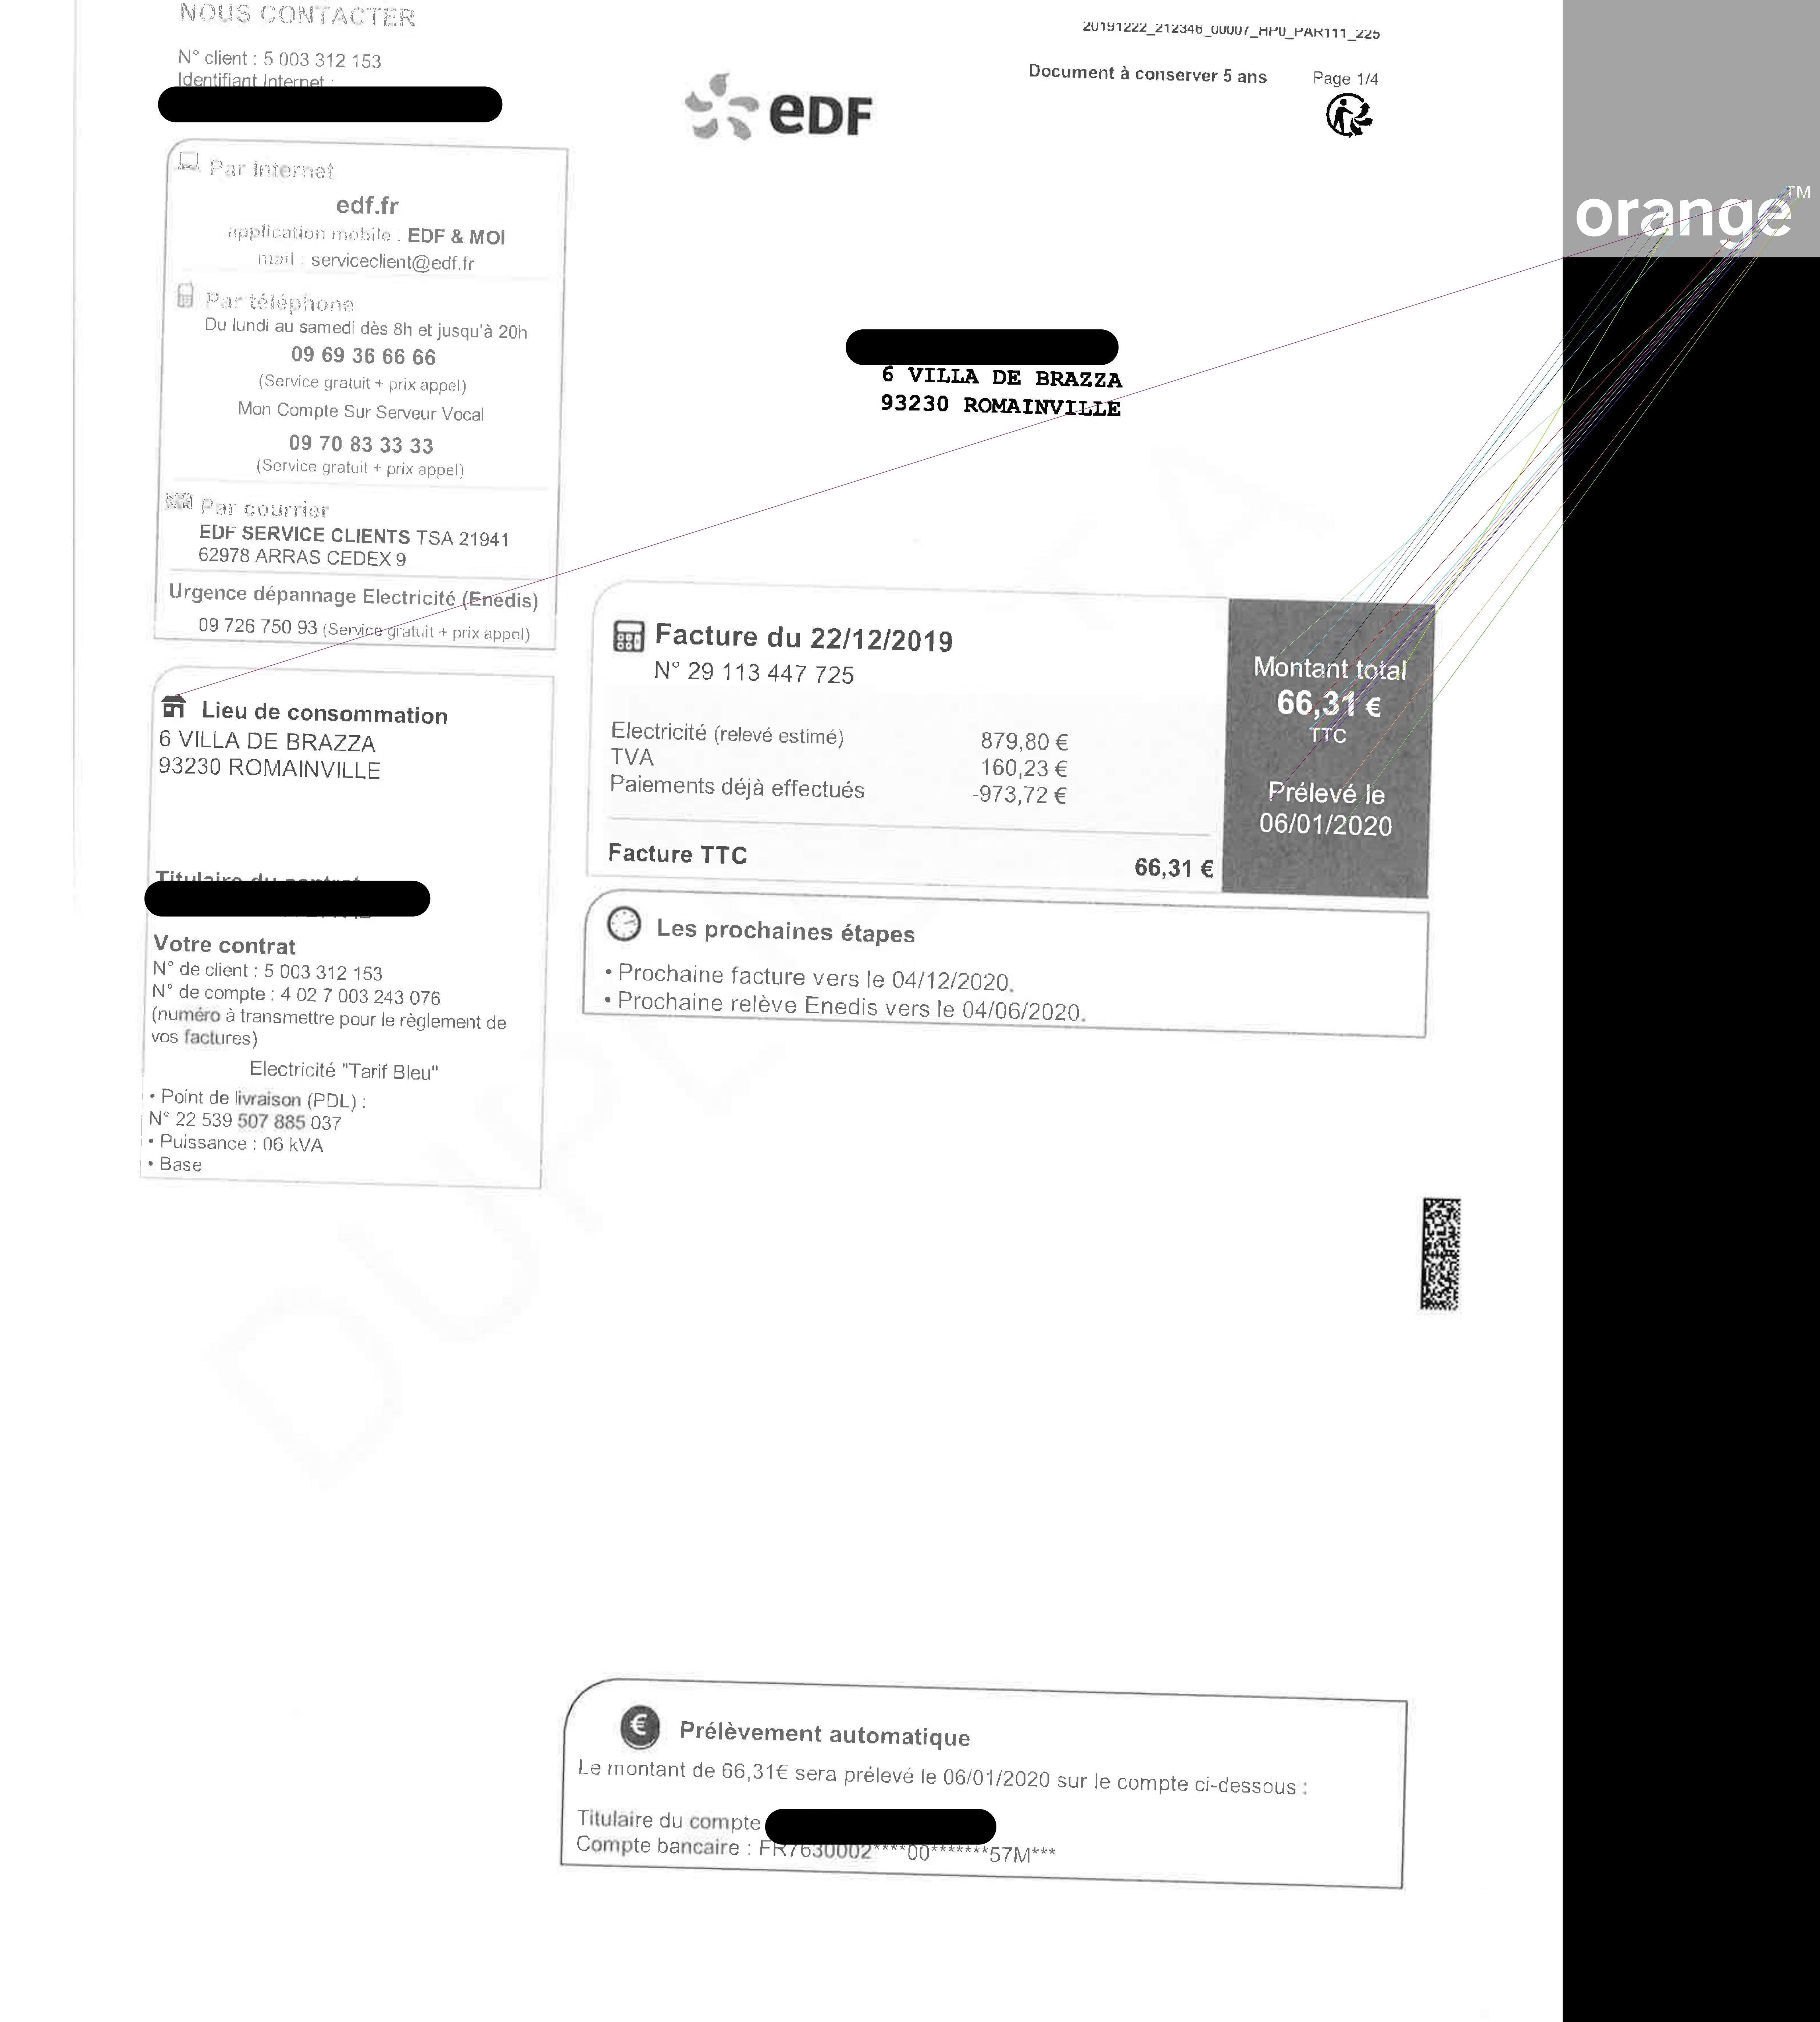 NOUS CONTACTER
N° client : 5 003 312 153
Identifiant Internet :
20191222_212346_00007_HP0_PAR111_225
Document à conserver 5 ans
Page 1/4
eDF
orange™
Par Internet
edf.fr
application mobile : EDF & MOI
mail : serviceclient@edf.fr
Par téléphone
Du lundi au samedi dès 8h et jusqu'à 20h
09 69 36 66 66
(Service gratuit + prix appel)
Mon Compte Sur Serveur Vocal
09 70 83 33 33
(Service gratuit + prix appel)
Par courrier
EDF SERVICE CLIENTS TSA 21941
62978 ARRAS CEDEX 9
Urgence dépannage Electricité (Enedis)
09 726 750 93 (Service gratuit + prix appel)
6 VILLA DE BRAZZA
93230 ROMAINVILLE
Lieu de consommation
6 VILLA DE BRAZZA
93230 ROMAINVILLE
Titulaire du contrat
Votre contrat
N° de client : 5 003 312 153
N° de compte : 4 02 7 003 243 076
(numéro à transmettre pour le règlement de
vos factures)
Electricité "Tarif Bleu"
• Point de livraison (PDL) :
N° 22 539 507 885 037
• Puissance : 06 kVA
• Base
Facture du 22/12/2019
N° 29 113 447 725
Electricité (relevé estimé) 879,80 €
TVA 160,23 €
Paiements déjà effectués -973,72 €
Facture TTC 66,31 €
Montant total
66,31 €
TTC
Prélevé le
06/01/2020
Les prochaines étapes
• Prochaine facture vers le 04/12/2020.
• Prochaine relève Enedis vers le 04/06/2020.
Prélèvement automatique
Le montant de 66,31€ sera prélevé le 06/01/2020 sur le compte ci-dessous :
Titulaire du compte
Compte bancaire : FR7630002****00*******57M***